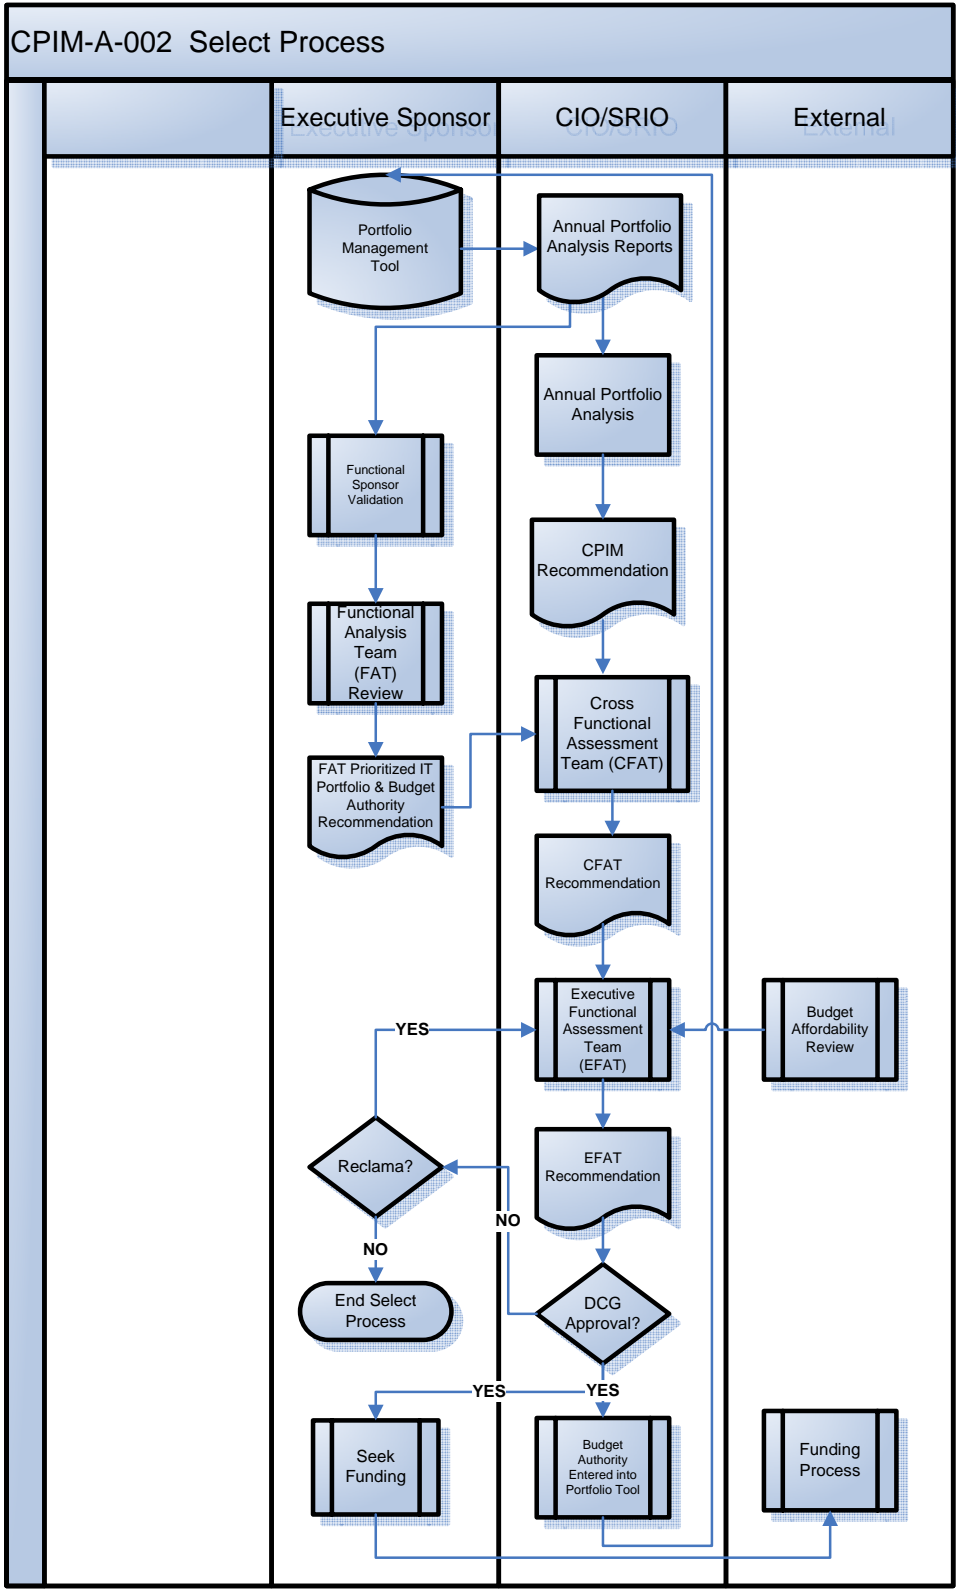 CPIM-A-002  Select Process
Executive Sponsor
CIO/SRIO
External
Portfolio
Management
Tool
Annual Portfolio
Analysis Reports
Annual Portfolio
Analysis
Functional
Sponsor
Validation
CPIM
Recommendation
Functional
Analysis
Team
(FAT)
Review
Cross
Functional
Assessment
Team (CFAT)
FAT Prioritized IT
Portfolio & Budget
Authority
Recommendation
CFAT
Recommendation
Executive
Functional
Assessment
Team
(EFAT)
Budget
Affordability
Review
YES
EFAT
Recommendation
Reclama?
NO
NO
End Select
Process
DCG
Approval?
YES
YES
Seek
Funding
Budget
Authority
Entered into
Portfolio Tool
Funding
Process